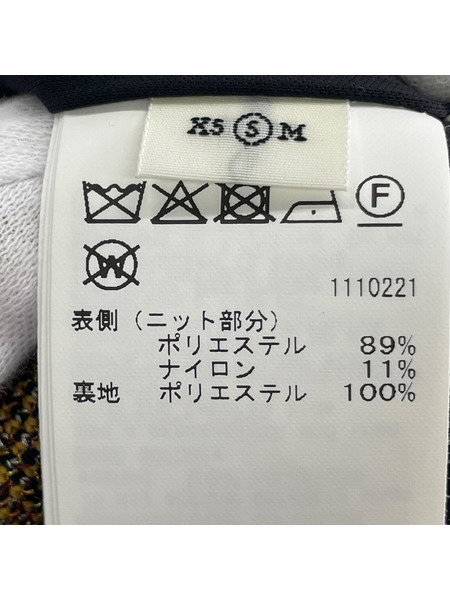 XS S M
F
W
1110221
表側(ニット部分)
ポリエステル 89%
ナイロン 11%
裏地 ポリエステル 100%